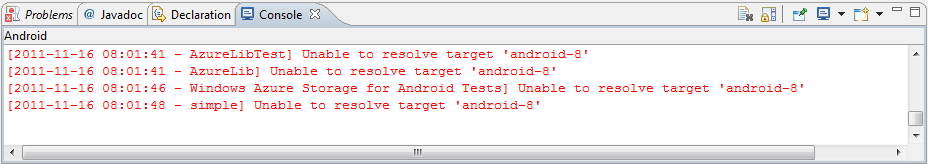 Problems @ Javadoc Declaration Console
Android
[2011-11-16 08:01:41 - AzureLibTest] Unable to resolve target 'android-8'
[2011-11-16 08:01:41 - AzureLib] Unable to resolve target 'android-8'
[2011-11-16 08:01:46 - Windows Azure Storage for Android Tests] Unable to resolve target 'android-8'
[2011-11-16 08:01:48 - simple] Unable to resolve target 'android-8'